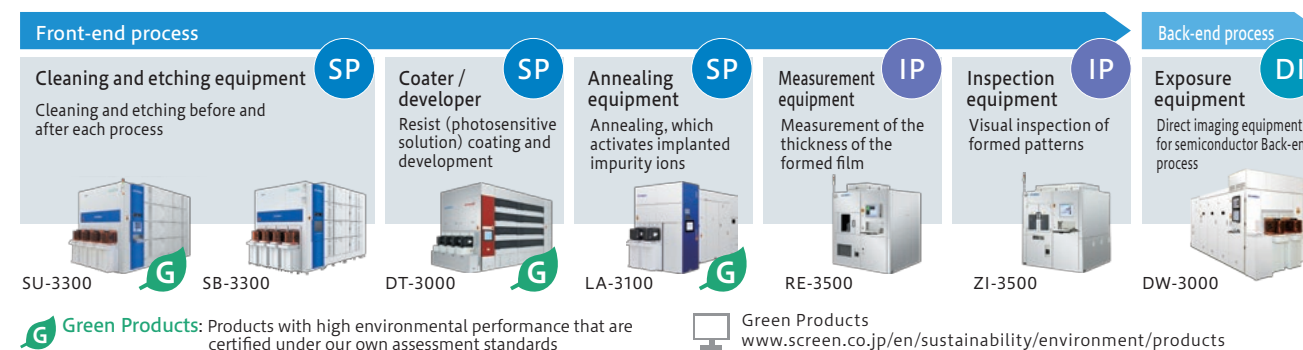 Front-end process
Back-end process
Cleaning and etching equipment
SP
Cleaning and etching before and
after each process
Coater /
developer
SP
Resist (photosensitive
solution) coating and
development
Annealing
equipment
SP
Annealing, which
activates implanted
impurity ions
Measurement
equipment
IP
Measurement of the
thickness of the
formed film
Inspection
equipment
IP
Visual inspection of
formed patterns
Exposure
equipment
DI
Direct imaging equipment
for semiconductor Back-en
process
SU-3300
G
SB-3300
DT-3000
G
LA-3100
G
RE-3500
ZI-3500
DW-3000
G
Green Products: Products with high environmental performance that are
certified under our own assessment standards
Green Products
www.screen.co.jp/en/sustainability/environment/products